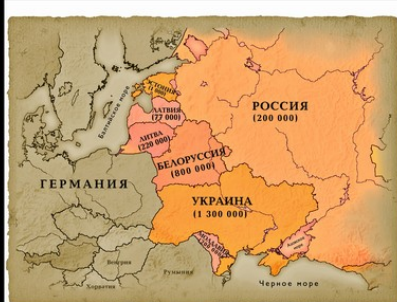 ЭСТОНИЯ
РОССИЯ
(200 000)
Балтийское море
ЛАТВИЯ
(77 000)
ЛИТВА
(220 000)
БЕЛОРУССИЯ
(800 000)
ГЕРМАНИЯ
УКРАИНА
(1 300 000)
Венгрия
Румыния
Хорватия
Черное море